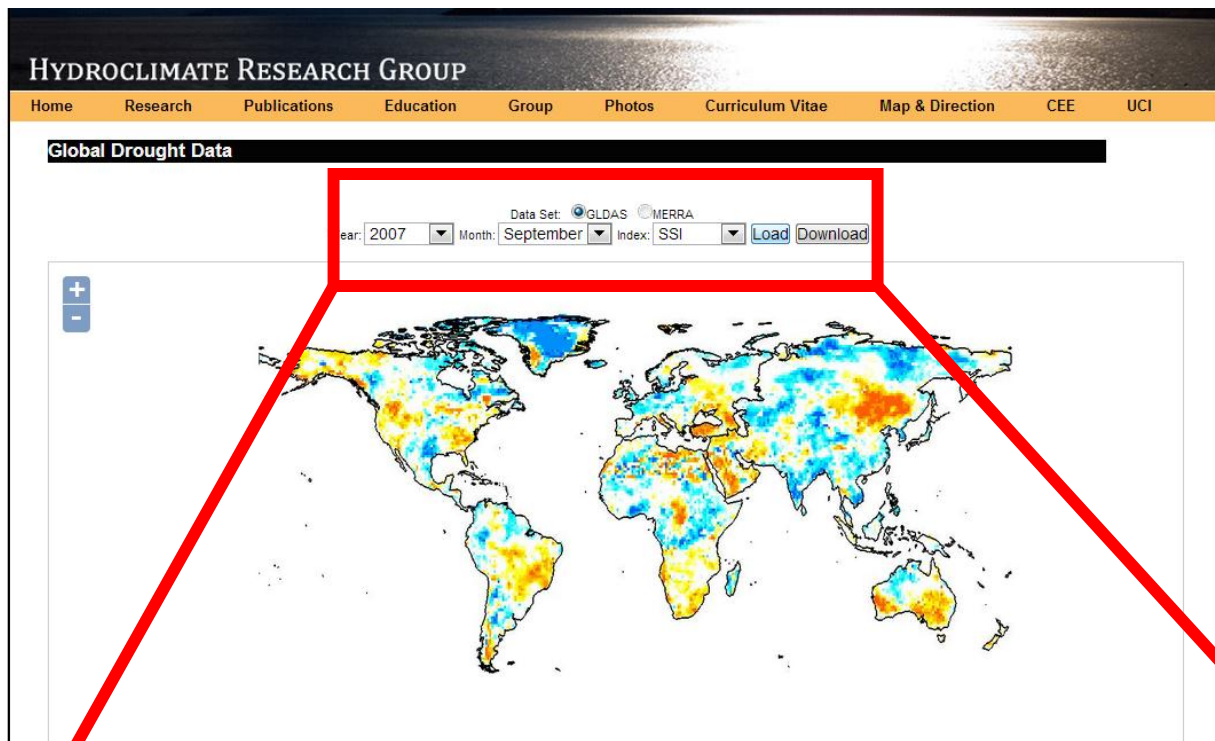 HYDROCLIMATE RESEARCH GROUP
Home Research Publications Education Group Photos Curriculum Vitae Map & Direction CEE UCI
Global Drought Data
Data Set: GLDAS MERRA
ear: 2007 Month: September Index: SSI Load Download
+
-